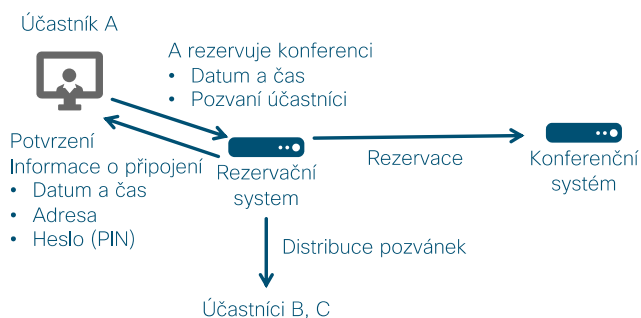 Účastník A
A rezervuje konferenci
• Datum a čas
• Pozvaní účastníci
Potvrzení
Informace o připojení
• Datum a čas
• Adresa
• Heslo (PIN)
Rezervační
system
Rezervace
Konferenční
systém
Distribuce pozvánek
Účastníci B, C